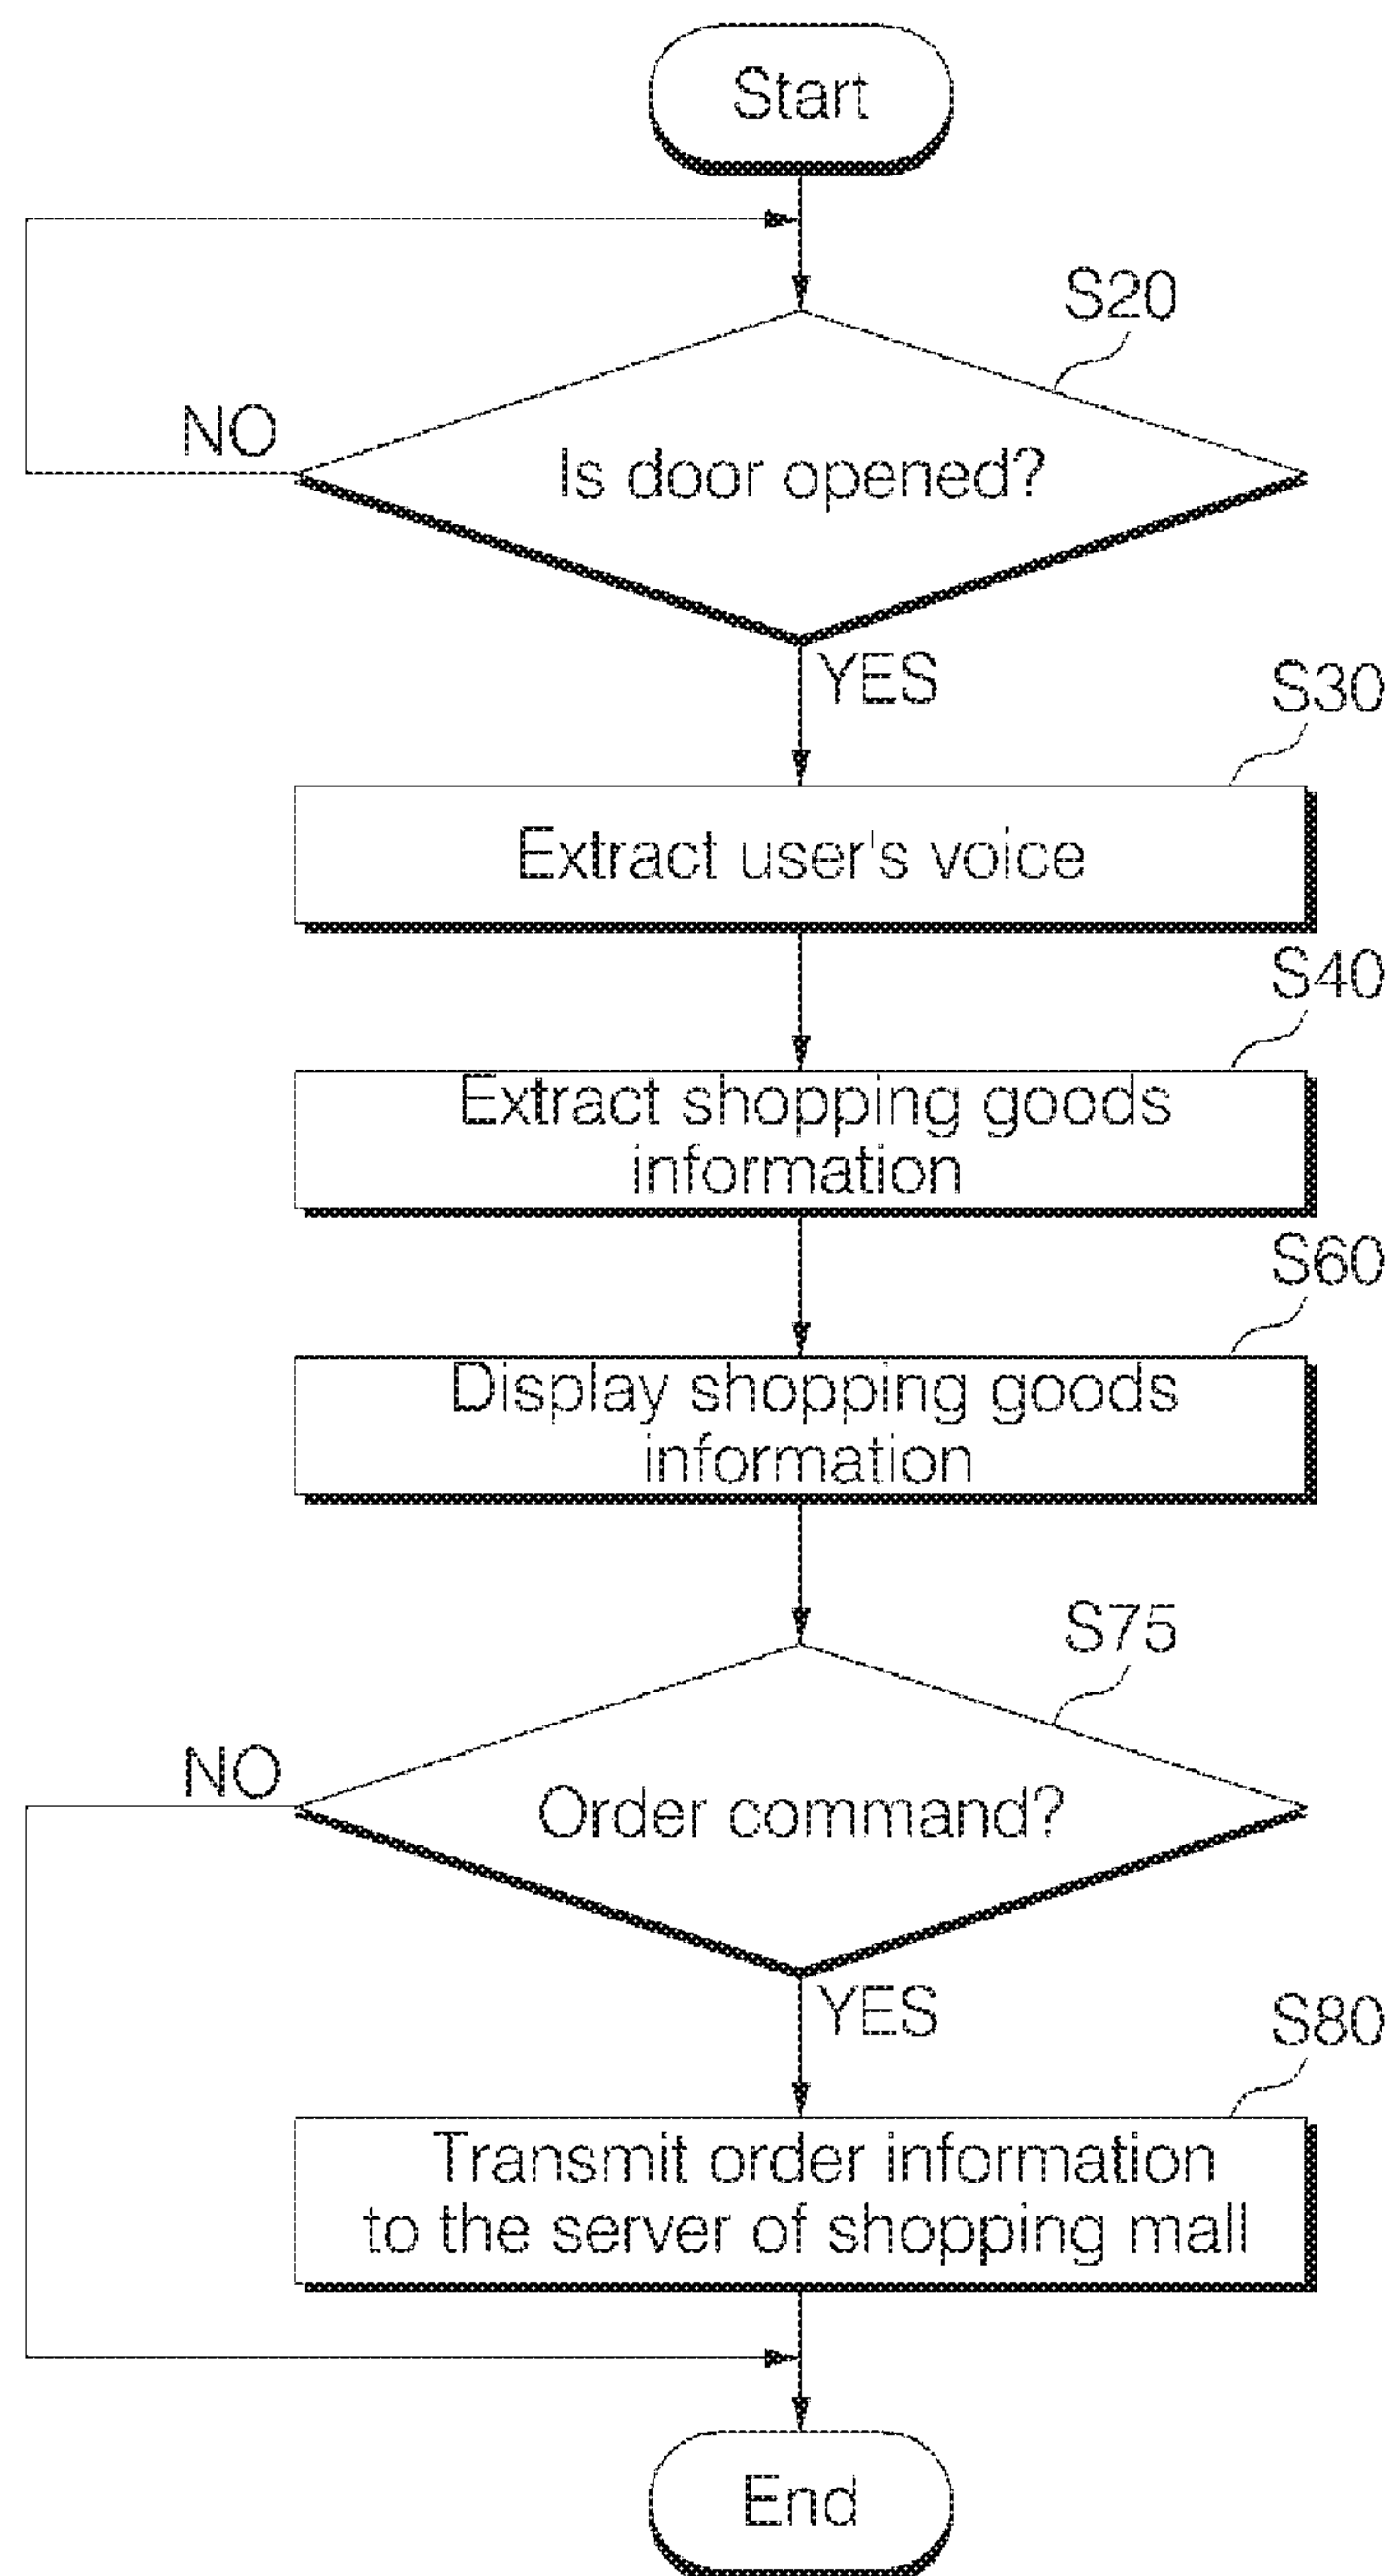 Start
S20
NO
Is door opened?
YES
S30
Extract user's voice
S40
Extract shopping goods
information
S60
Display shopping goods
information
S75
NO
Order command?
YES
S80
Transmit order information
to the server of shopping mall
End